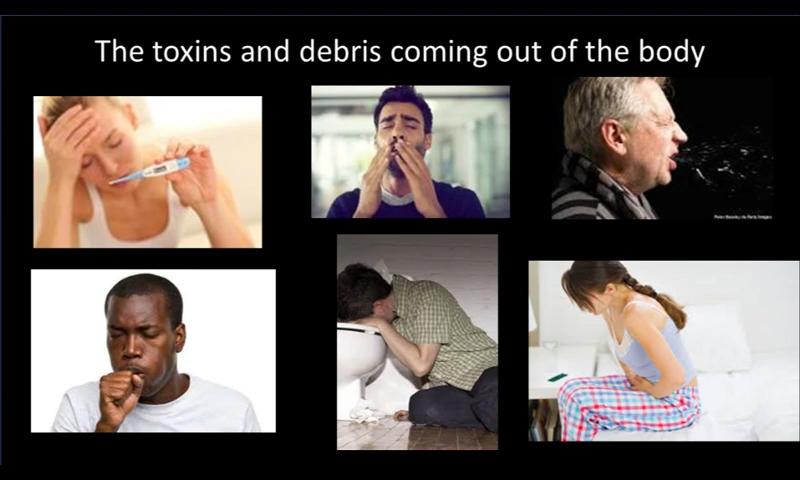 The toxins and debris coming out of the body